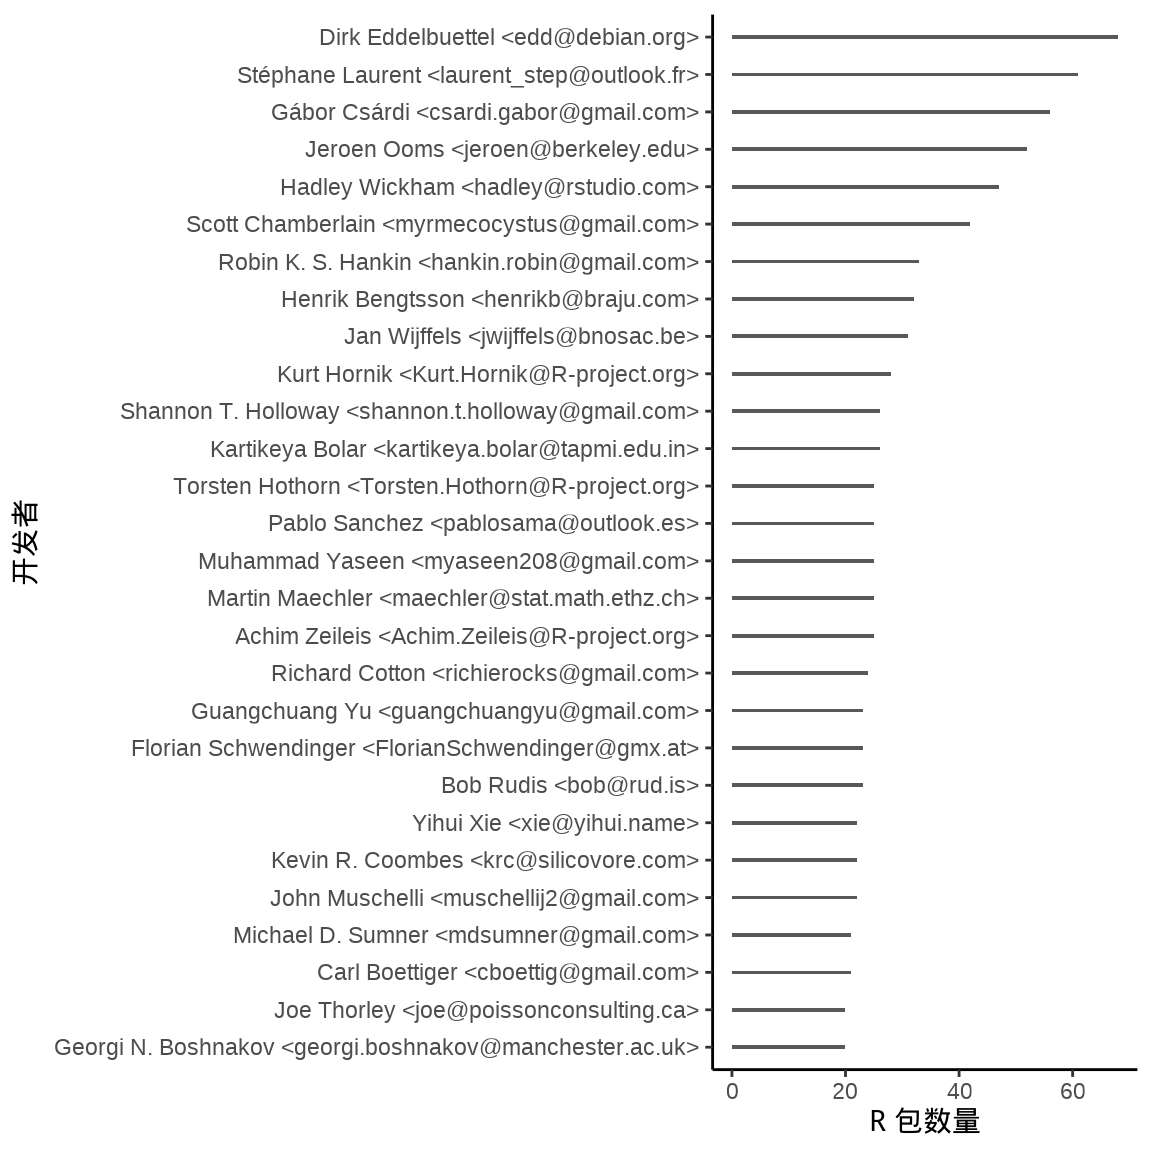 Dirk Eddelbuettel <edd@debian.org>
Stéphane Laurent <laurent_step@outlook.fr>
Gábor Csárdi <csardi.gabor@gmail.com>
Jeroen Ooms <jeroen@berkeley.edu>
Hadley Wickham <hadley@rstudio.com>
Scott Chamberlain <myrmecocystus@gmail.com>
Robin K. S. Hankin <hankin.robin@gmail.com>
Henrik Bengtsson <henrikb@braju.com>
Jan Wijffels <jwijffels@bnosac.be>
Kurt Hornik <Kurt.Hornik@R-project.org>
Shannon T. Holloway <shannon.t.holloway@gmail.com>
Kartikeya Bolar <kartikeya.bolar@tapmi.edu.in>
Torsten Hothorn <Torsten.Hothorn@R-project.org>
Pablo Sanchez <pablosama@outlook.es>
Muhammad Yaseen <myaseen208@gmail.com>
Martin Maechler <maechler@stat.math.ethz.ch>
Achim Zeileis <Achim.Zeileis@R-project.org>
Richard Cotton <richierocks@gmail.com>
Guangchuang Yu <guangchuangyu@gmail.com>
Florian Schwendinger <FlorianSchwendinger@gmx.at>
Bob Rudis <bob@rud.is>
Yihui Xie <xie@yihui.name>
Kevin R. Coombes <krc@silicovore.com>
John Muschelli <muschellij2@gmail.com>
Michael D. Sumner <mdsumner@gmail.com>
Carl Boettiger <cboettig@gmail.com>
Joe Thorley <joe@poissonconsulting.ca>
Georgi N. Boshnakov <georgi.boshnakov@manchester.ac.uk>
开发者
0 20 40 60
R 包数量